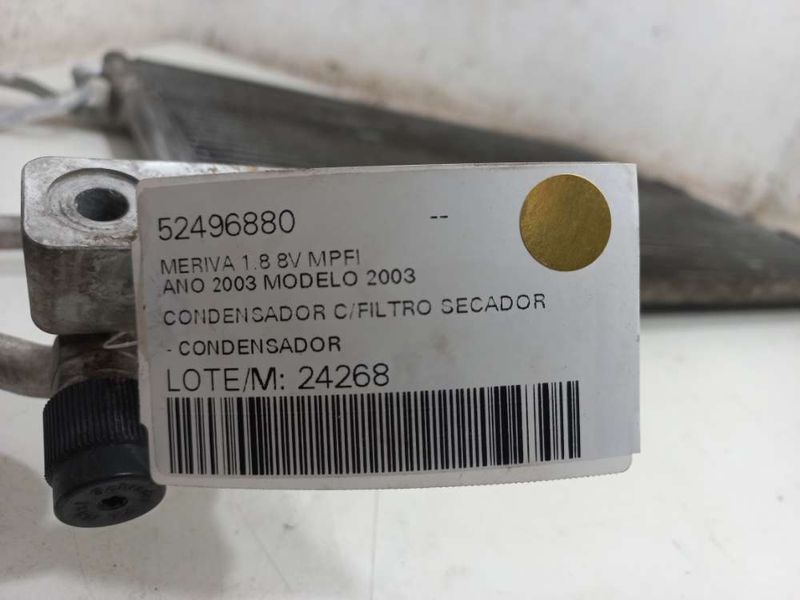 52496880 --
MERIVA 1.8 8V MPFI
ANO 2003 MODELO 2003
CONDENSADOR C/FILTRO SECADOR
- CONDENSADOR
LOTE/M: 24268